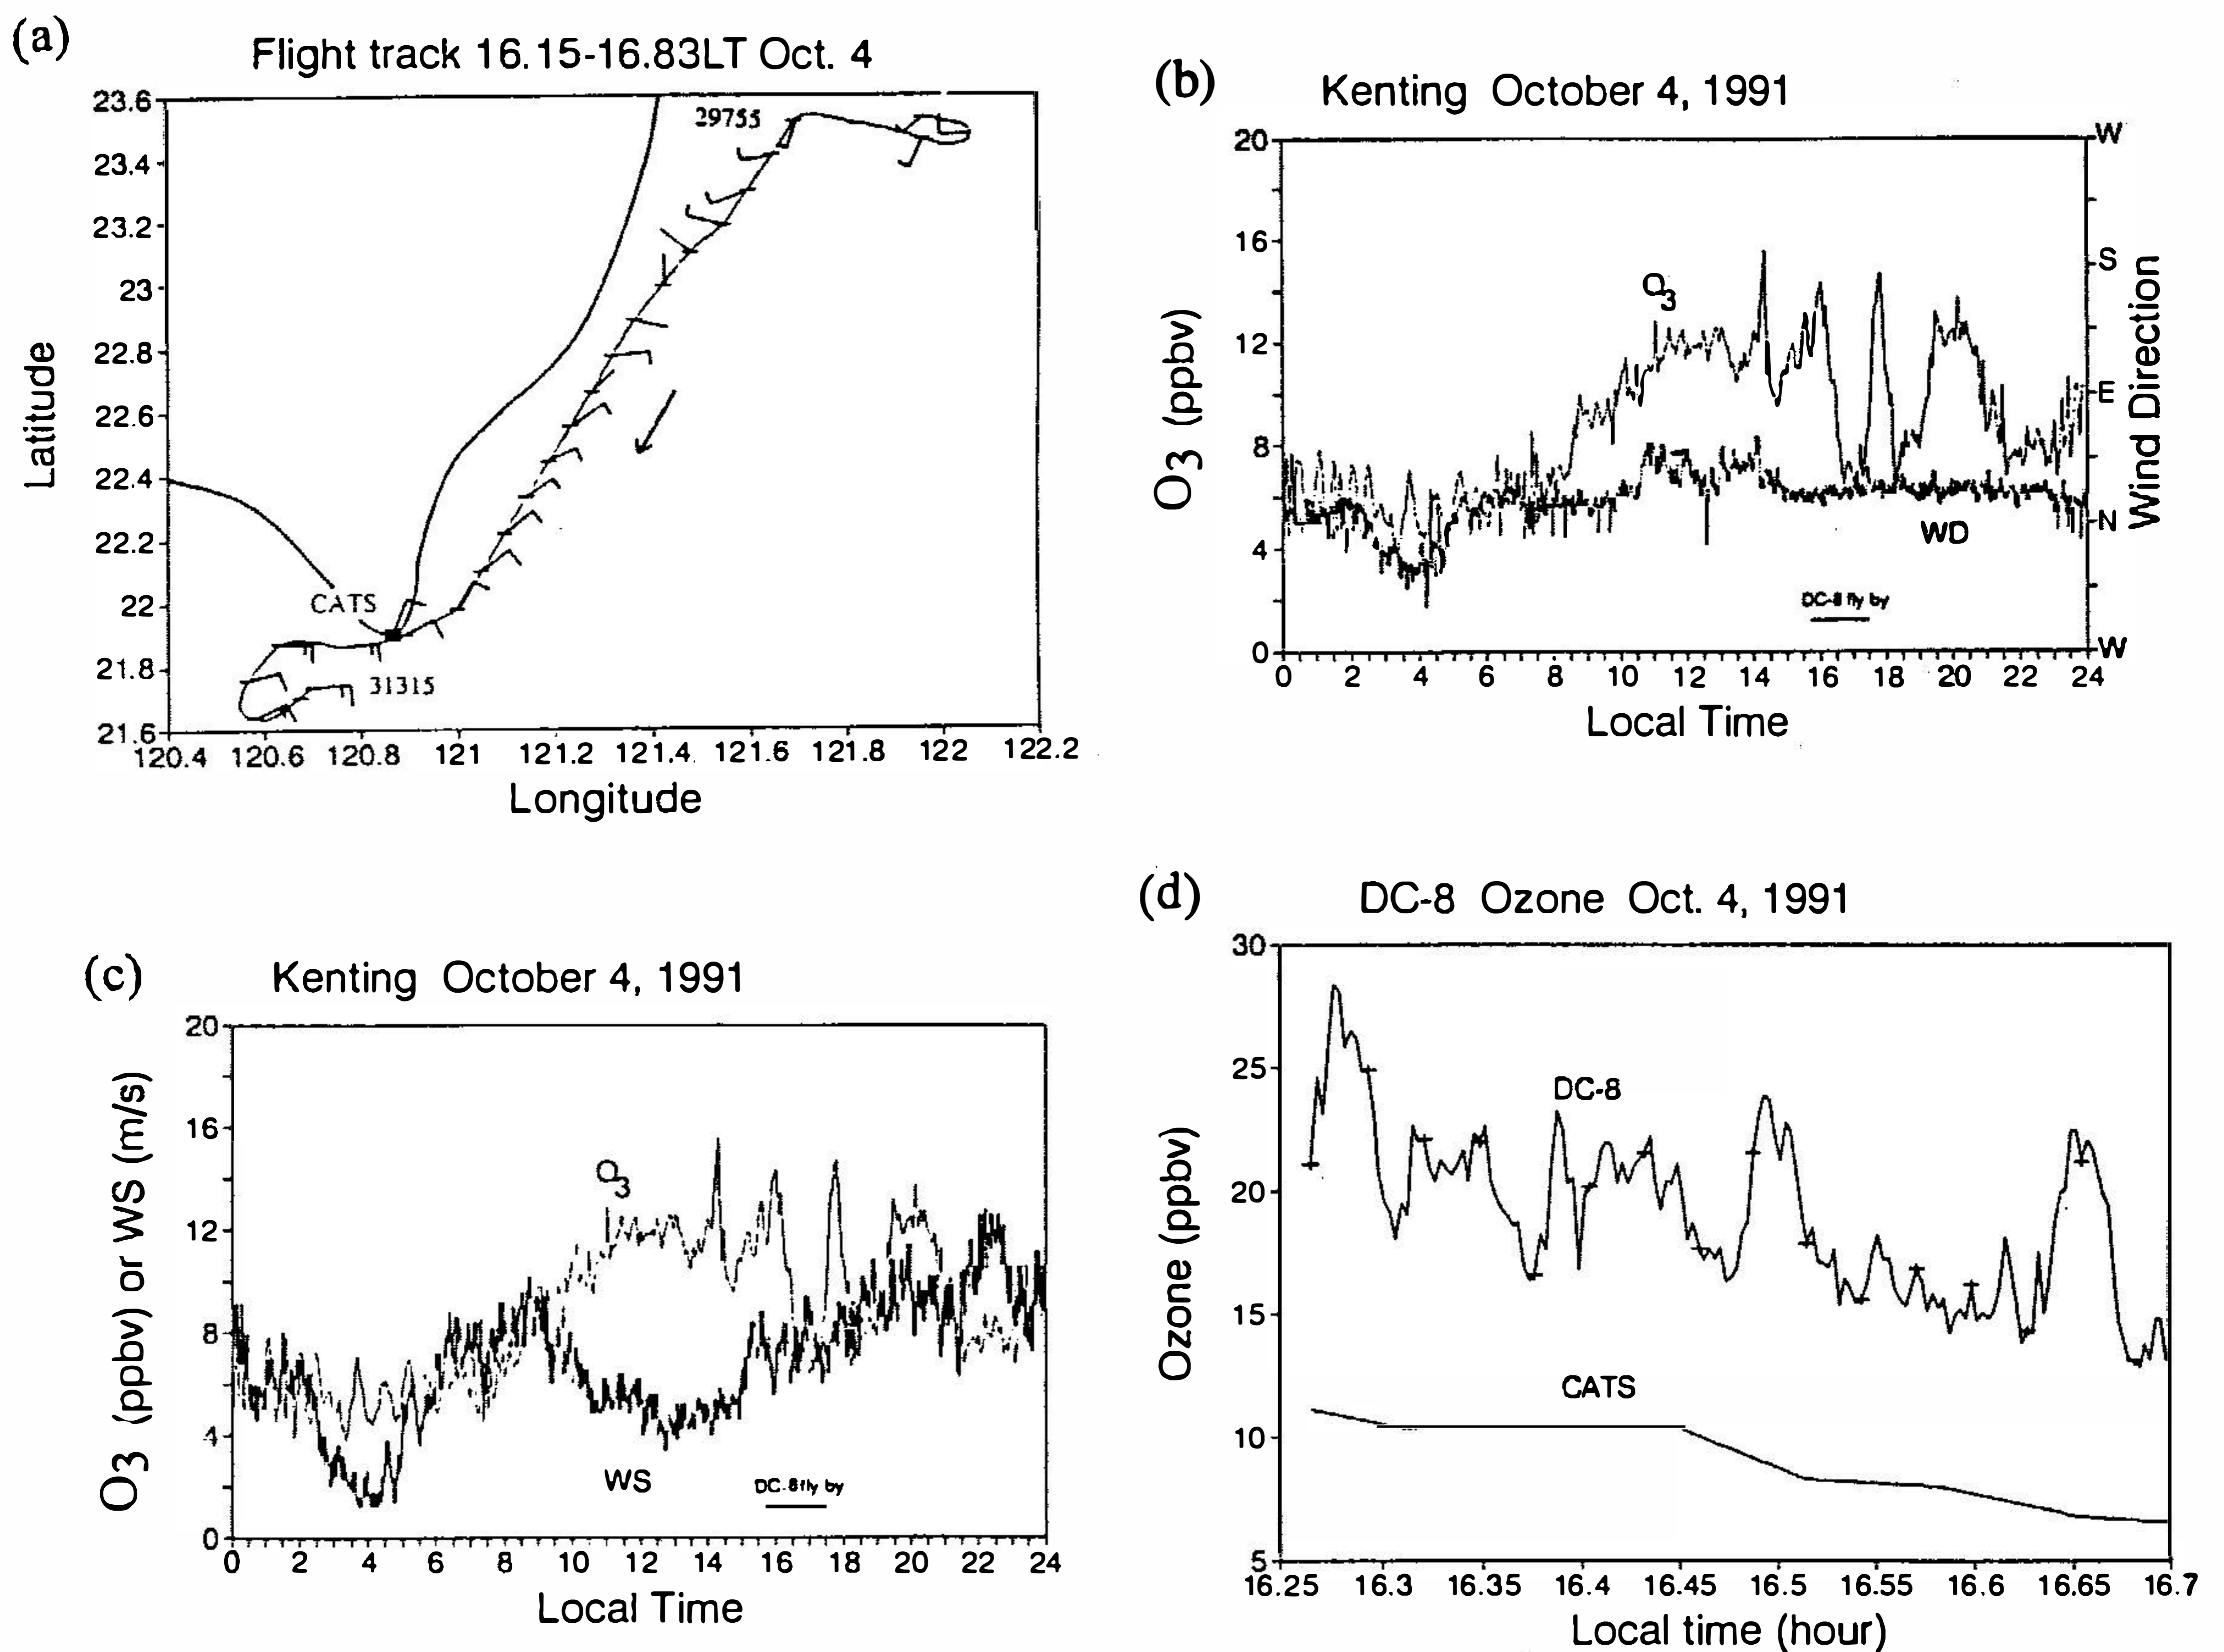 (a)
Flight track 16.15-16.83LT Oct. 4
23.6
23.4
23.2
23
22.8
22.6
22.4
22.2
22
21.8
21.6
Latitude
29755
CATS
31315
120.4 120.6 120.8 121 121.2 121.4 121.6 121.8 122 122.2
Longitude
(b)
Kenting October 4, 1991
20
16
12
8
4
0
O3 (ppbv)
O3
WD
DC-8 fly by
W
S
E
N
W
Wind Direction
0 2 4 6 8 10 12 14 16 18 20 22 24
Local Time
(c)
Kenting October 4, 1991
20
16
12
8
4
0
O3 (ppbv) or WS (m/s)
O3
WS
DC-8 fly by
0 2 4 6 8 10 12 14 16 18 20 22 24
Local Time
(d)
DC-8 Ozone Oct. 4, 1991
30
25
20
15
10
5
Ozone (ppbv)
DC-8
CATS
16.25 16.3 16.35 16.4 16.45 16.5 16.55 16.6 16.65 16.7
Local time (hour)